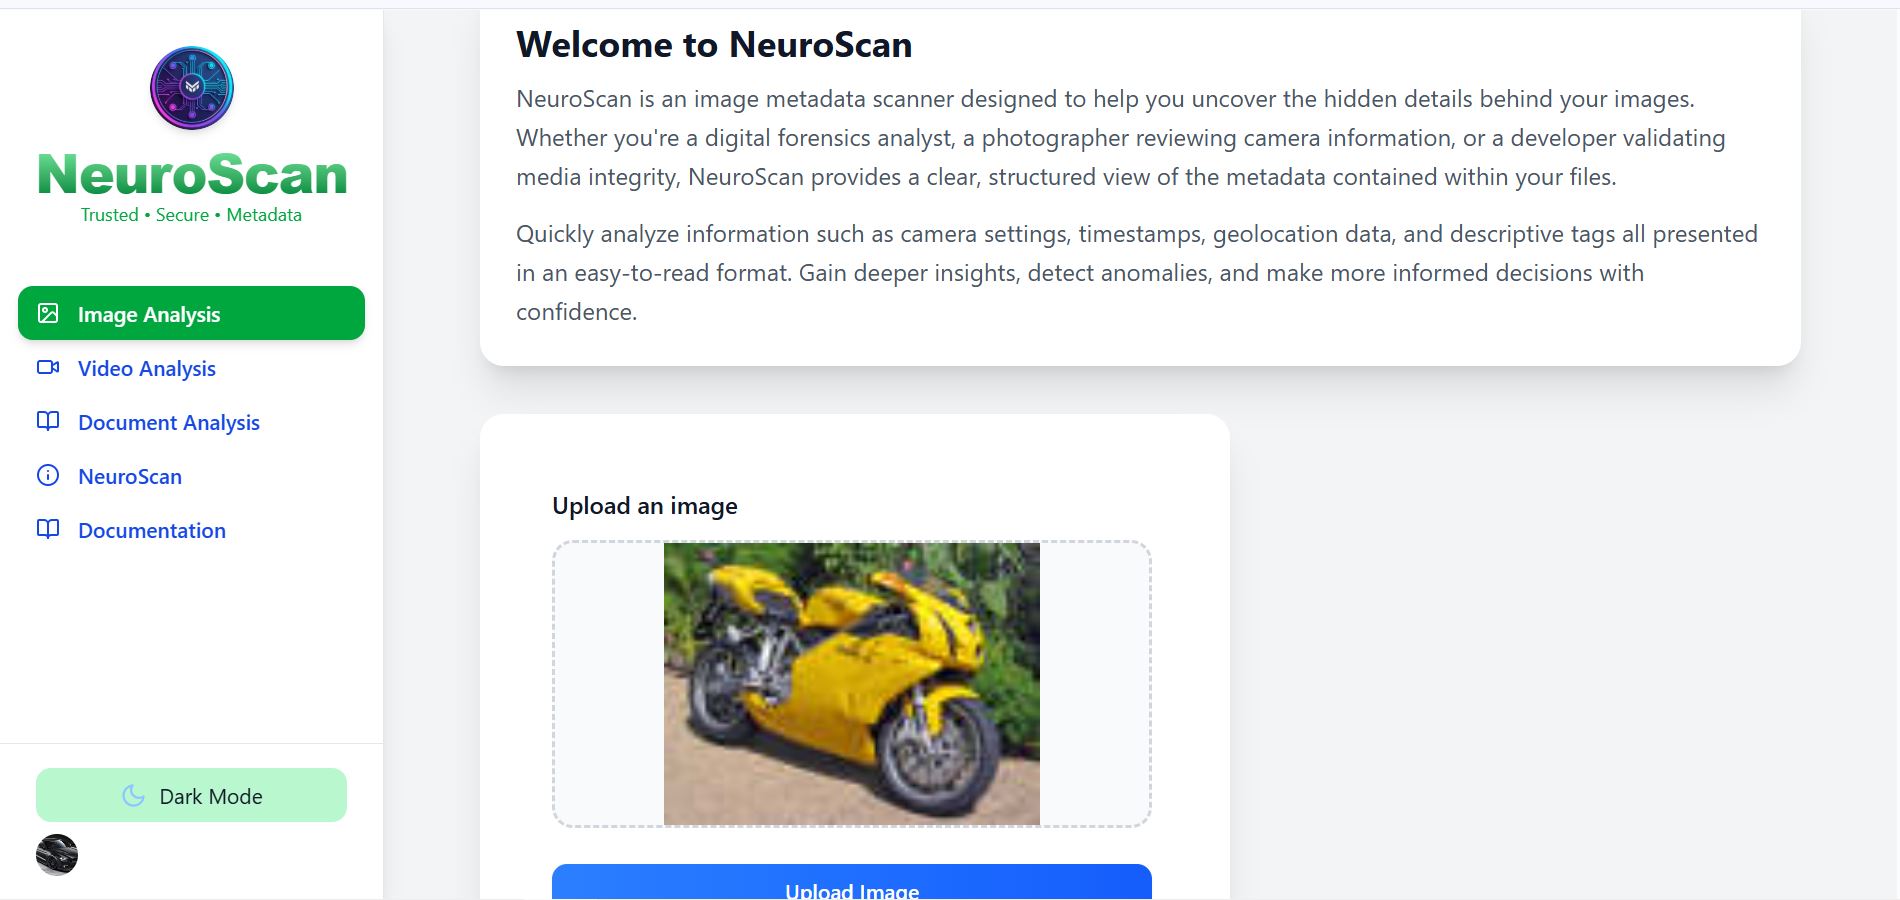 NeuroScan
Trusted • Secure • Metadata
Image Analysis
Video Analysis
Document Analysis
NeuroScan
Documentation
Dark Mode
Welcome to NeuroScan
NeuroScan is an image metadata scanner designed to help you uncover the hidden details behind your images.
Whether you're a digital forensics analyst, a photographer reviewing camera information, or a developer validating
media integrity, NeuroScan provides a clear, structured view of the metadata contained within your files.
Quickly analyze information such as camera settings, timestamps, geolocation data, and descriptive tags all presented
in an easy-to-read format. Gain deeper insights, detect anomalies, and make more informed decisions with
confidence.
Upload an image
Upload Image